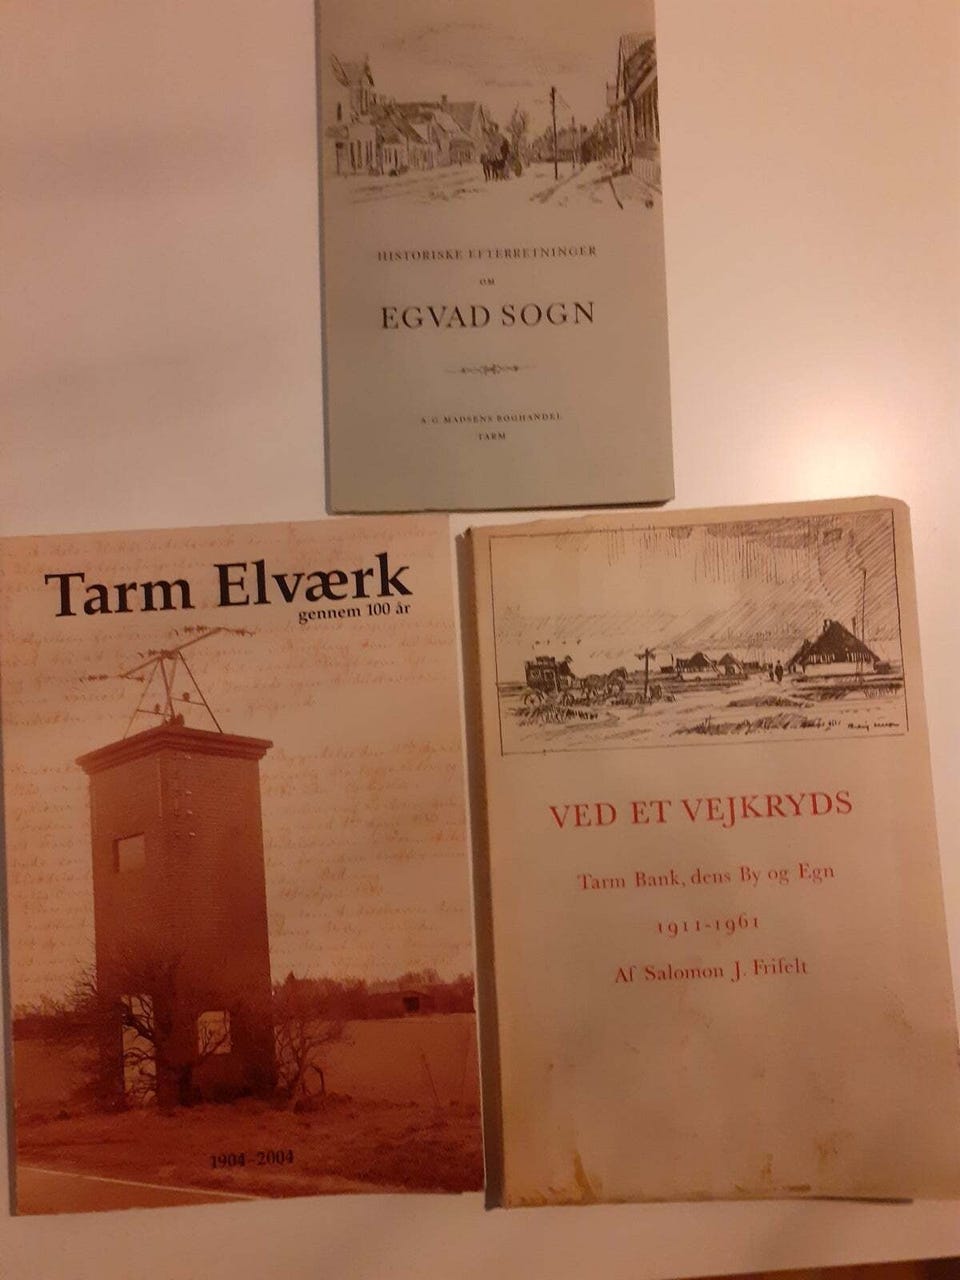 HISTORISKE EFTERRETNINGER
OM
EGVAD SOGN
A. G. MADSENS BOGHANDEL
TARM
Tarm Elværk
gennem 100 år
1904-2004
VED ET VEJKRYDS
Tarm Bank, dens By og Egn
1911-1961
Af Salomon J. Frifelt